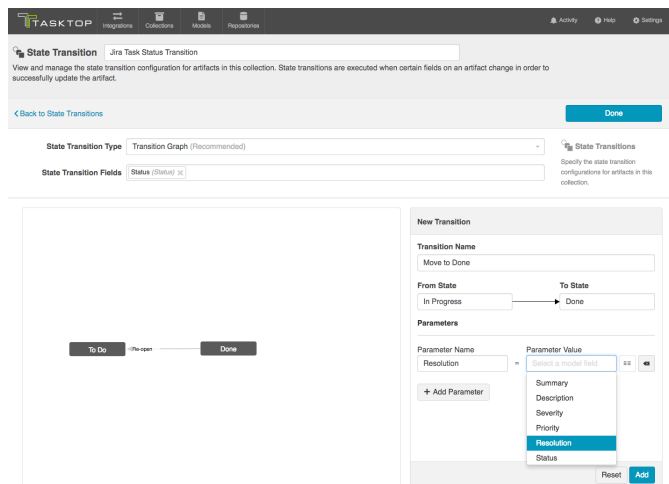 TASKTOP
Integrations
Collections
Models
Repositories
Activity
Help
Settings
State Transition
Jira Task Status Transition
View and manage the state transition configuration for artifacts in this collection. State transitions are executed when certain fields on an artifact change in order to
successfully update the artifact.
Back to State Transitions
Done
State Transition Type
Transition Graph (Recommended)
State Transition Fields
Status (Status)
State Transitions
Specify the state transition
configurations for artifacts in this
collection.
To Do
Re-open
Done
New Transition
Transition Name
Move to Done
From State
To State
In Progress
Done
Parameters
Parameter Name
Parameter Value
Resolution
=
Select a model field
+ Add Parameter
Summary
Description
Severity
Priority
Resolution
Status
Reset
Add